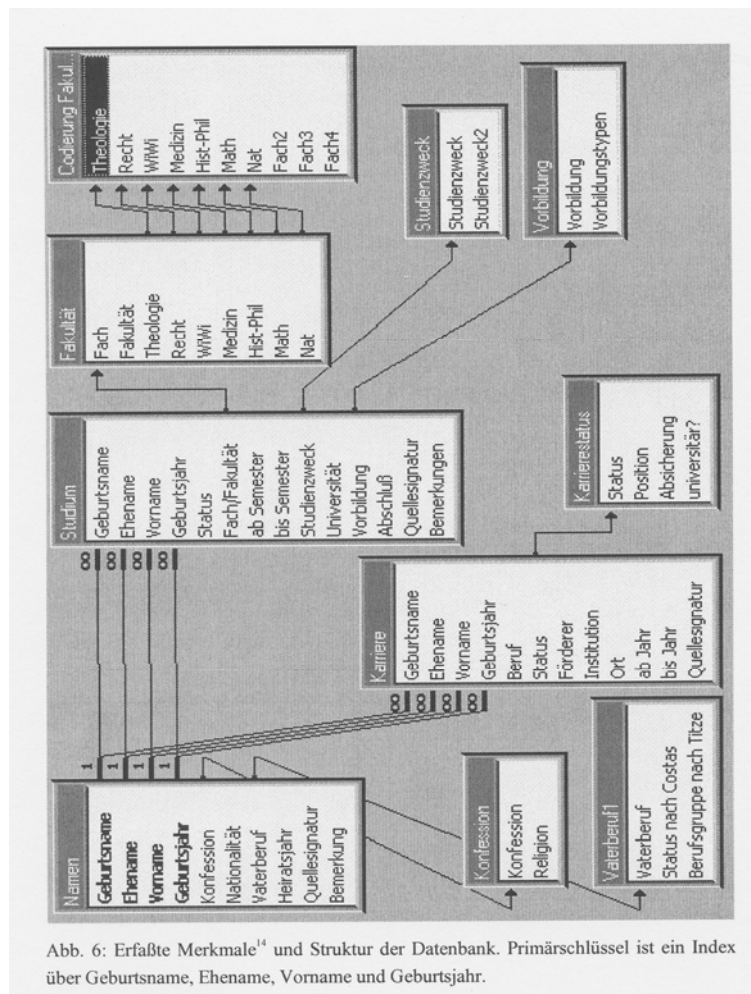 Namen
Geburtsname
Ehename
Vorname
Geburtsjahr
Konfession
Nationalität
Vaterberuf
Heiratsjahr
Quellesignatur
Bemerkung
1
1
1
1
Studium
Geburtsname
Ehename
Vorname
Geburtsjahr
Status
Fach/Fakultät
ab Semester
bis Semester
Studienzweck
Universität
Vorbildung
Abschluß
Quellesignatur
Bemerkungen
∞
∞
∞
∞
Fakultät
Fach
Fakultät
Theologie
Recht
WiWi
Medizin
Hist-Phil
Math
Nat
Codierung Fakul...
Theologie
Recht
WiWi
Medizin
Hist-Phil
Math
Nat
Fach2
Fach3
Fach4
Konfession
Konfession
Religion
Karriere
Geburtsname
Ehename
Vorname
Geburtsjahr
Beruf
Status
Förderer
Institution
Ort
ab Jahr
bis Jahr
Quellesignatur
∞
∞
∞
∞
Studienzweck
Studienzweck
Studienzweck2
Vaterberuf1
Vaterberuf
Status nach Costas
Berufsgruppe nach Titze
Karrierestatus
Status
Position
Absicherung
universitär?
Vorbildung
Vorbildung
Vorbildungstypen
Abb. 6: Erfaßte Merkmale14 und Struktur der Datenbank. Primärschlüssel ist ein Index
über Geburtsname, Ehename, Vorname und Geburtsjahr.